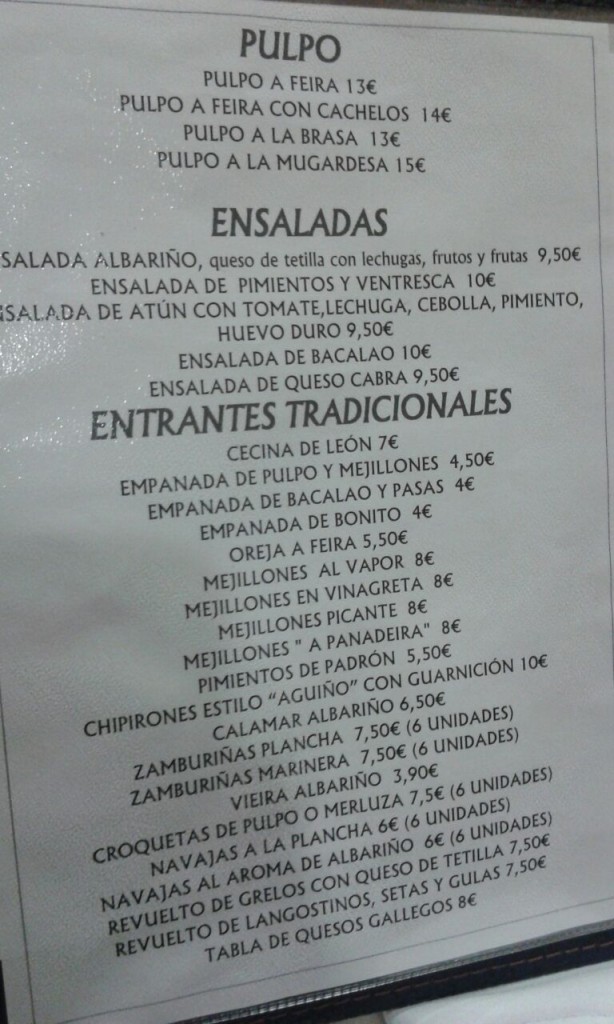 PULPO
PULPO A FEIRA 13€
PULPO A FEIRA CON CACHELOS 14€
PULPO A LA BRASA 13€
PULPO A LA MUGARDESA 15€
ENSALADAS
SALADA ALBARIÑO, queso de tetilla con lechugas, frutos y frutas 9,50€
ENSALADA DE PIMIENTOS Y VENTRESCA 10€
SALADA DE ATÚN CON TOMATE,LECHUGA, CEBOLLA, PIMIENTO,
HUEVO DURO 9,50€
ENSALADA DE BACALAO 10€
ENSALADA DE QUESO CABRA 9,50€
ENTRANTES TRADICIONALES
CECINA DE LEÓN 7€
EMPANADA DE PULPO Y MEJILLONES 4,50€
EMPANADA DE BACALAO Y PASAS 4€
EMPANADA DE BONITO 4€
OREJA A FEIRA 5,50€
MEJILLONES AL VAPOR 8€
MEJILLONES EN VINAGRETA 8€
MEJILLONES PICANTE 8€
MEJILLONES " A PANADEIRA" 8€
PIMIENTOS DE PADRÓN 5,50€
CHIPIRONES ESTILO “AGUIÑO” CON GUARNICIÓN 10€
CALAMAR ALBARIÑO 6,50€
ZAMBURIÑAS PLANCHA 7,50€ (6 UNIDADES)
ZAMBURIÑAS MARINERA 7,50€ (6 UNIDADES)
VIEIRA ALBARIÑO 3,90€
CROQUETAS DE PULPO O MERLUZA 7,5€ (6 UNIDADES)
NAVAJAS A LA PLANCHA 6€ (6 UNIDADES)
NAVAJAS AL AROMA DE ALBARIÑO 6€ (6 UNIDADES)
REVUELTO DE GRELOS CON QUESO DE TETILLA 7,50€
REVUELTO DE LANGOSTINOS, SETAS Y GULAS 7,50€
TABLA DE QUESOS GALLEGOS 8€